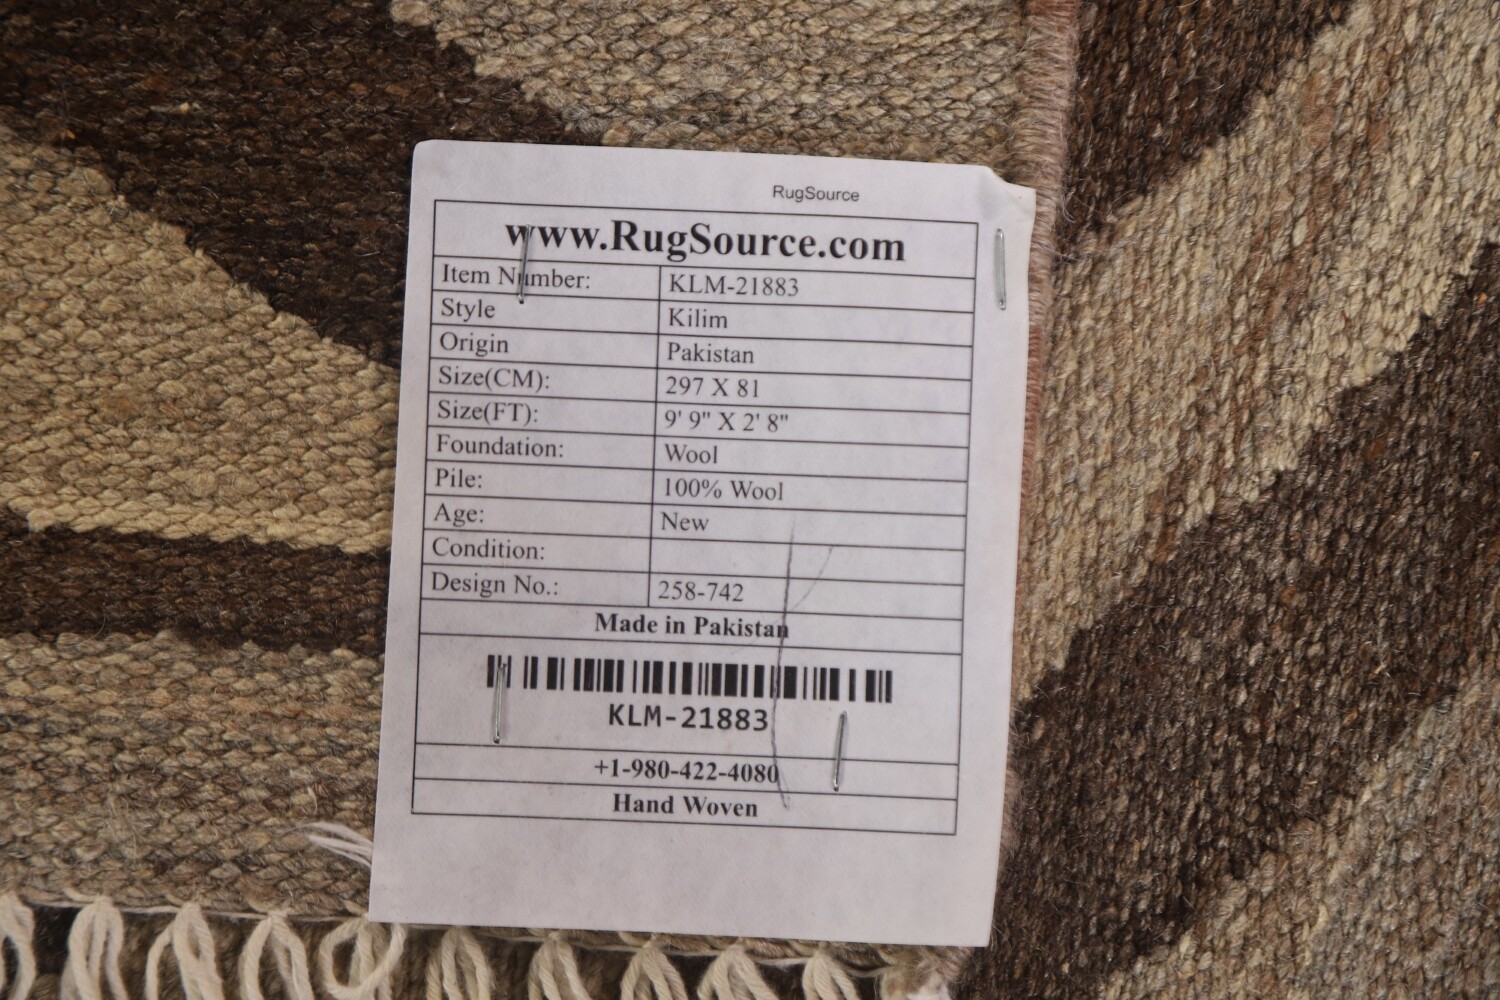 RugSource
www.RugSource.com
Item Number: KLM-21883
Style Kilim
Origin Pakistan
Size(CM): 297 X 81
Size(FT): 9' 9" X 2' 8"
Foundation: Wool
Pile: 100% Wool
Age: New
Condition:
Design No.: 258-742
Made in Pakistan
KLM-21883
+1-980-422-4080
Hand Woven